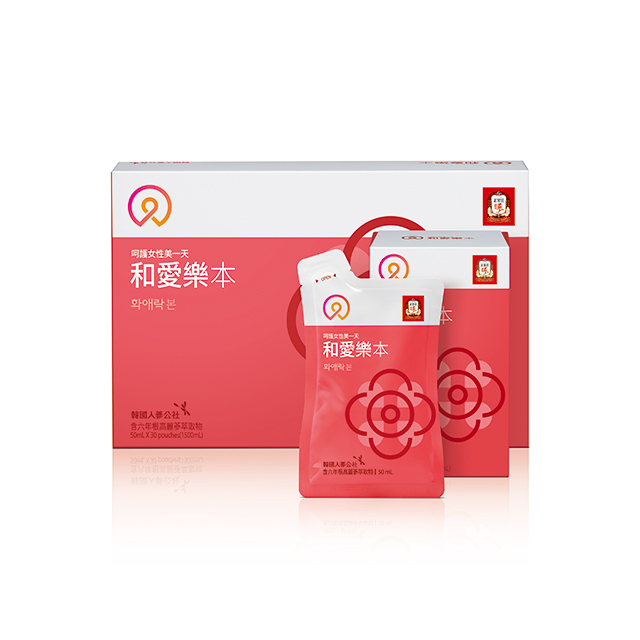 呵護女性美一天
和愛樂本
화애락 본
韓國人蔘公社
含六年根高麗蔘萃取物
50mL X 30 pouches(1500mL)
OPEN
呵護女性美一天
和愛樂本
화애락 본
韓國人蔘公社
含六年根高麗蔘萃取物 | 50 mL
本
본